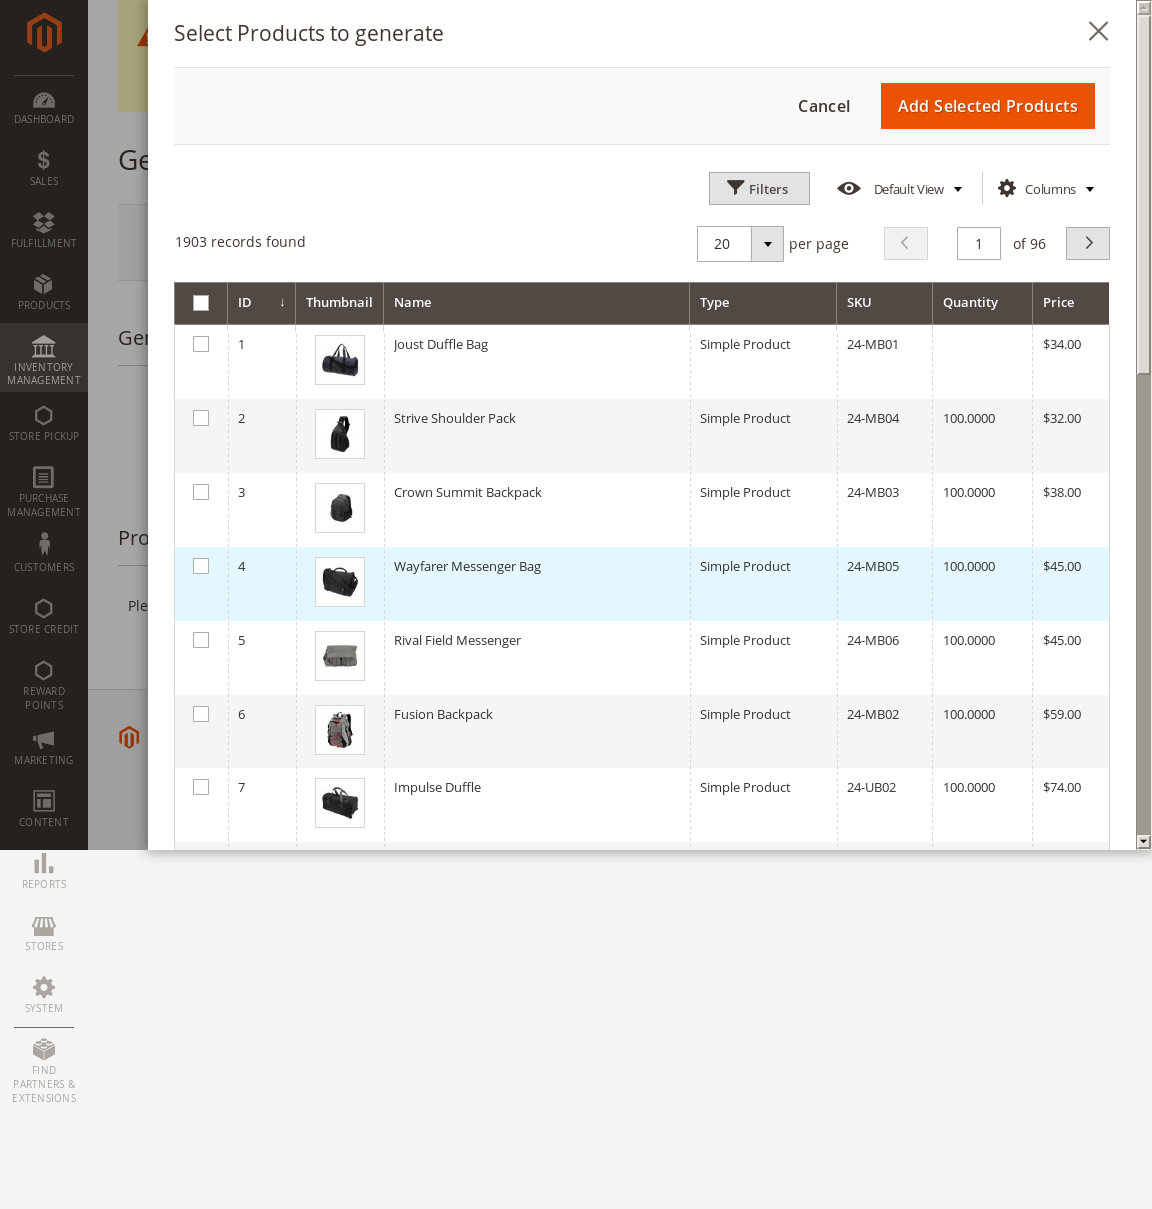 Select Products to generate
Cancel
Add Selected Products
Filters
Default View
Columns
1903 records found
20
per page
1
of 96
ID ↓ Thumbnail Name Type SKU Quantity Price
1 Joust Duffle Bag Simple Product 24-MB01 $34.00
2 Strive Shoulder Pack Simple Product 24-MB04 100.0000 $32.00
3 Crown Summit Backpack Simple Product 24-MB03 100.0000 $38.00
4 Wayfarer Messenger Bag Simple Product 24-MB05 100.0000 $45.00
5 Rival Field Messenger Simple Product 24-MB06 100.0000 $45.00
6 Fusion Backpack Simple Product 24-MB02 100.0000 $59.00
7 Impulse Duffle Simple Product 24-UB02 100.0000 $74.00
DASHBOARD
SALES
FULFILLMENT
PRODUCTS
INVENTORY
MANAGEMENT
STORE PICKUP
PURCHASE
MANAGEMENT
CUSTOMERS
STORE CREDIT
REWARD
POINTS
MARKETING
CONTENT
REPORTS
STORES
SYSTEM
FIND
PARTNERS &
EXTENSIONS
Ge
Ger
Pro
Ple